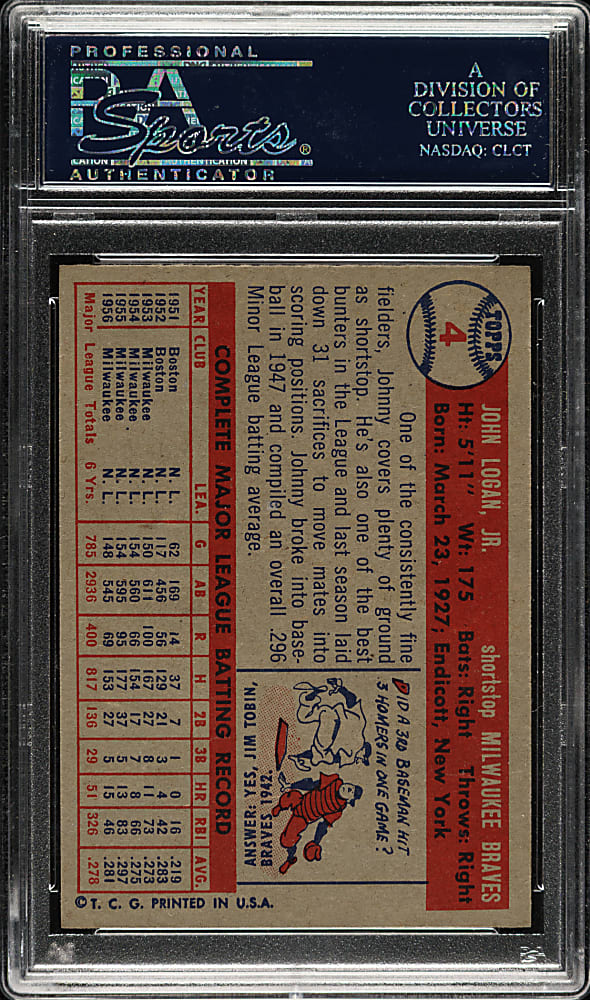 PROFESSIONAL
PSA
Sports®
AUTHENTICATOR
A
DIVISION OF
COLLECTORS
UNIVERSE
NASDAQ: CLCT
TOPPS
4
JOHN LOGAN, JR. shortstop MILWAUKEE BRAVES
Ht: 5'11" Wt: 175 Bats: Right Throws: Right
Born: March 23, 1927; Endicott, New York
One of the consistently fine
fielders, Johnny covers plenty of ground
as shortstop. He's also one of the best
bunters in the League and last season laid
down 31 sacrifices to move mates into
scoring positions. Johnny broke into base-
ball in 1947 and compiled an overall .296
Minor League batting average.
DID A 3RD BASEMAN HIT
3 HOMERS IN ONE GAME?
ANSWER: YES JIM TOBIN,
BRAVES 1942.
COMPLETE MAJOR LEAGUE BATTING RECORD
YEAR CLUB LEA. G AB R H 2B 3B HR RBI AVG.
1951 Boston N. L. 62 169 14 37 7 1 0 16 .219
1952 Boston N. L. 117 456 56 129 21 3 4 42 .283
1953 Milwaukee N. L. 150 611 100 167 27 8 11 73 .273
1954 Milwaukee N. L. 154 560 66 154 17 7 8 66 .275
1955 Milwaukee N. L. 154 595 95 177 37 5 13 83 .297
1956 Milwaukee N. L. 148 545 69 153 27 5 15 46 .281
Major League Totals 6 Yrs. 785 2936 400 817 136 29 51 326 .278
© T. C. G. PRINTED IN U.S.A.